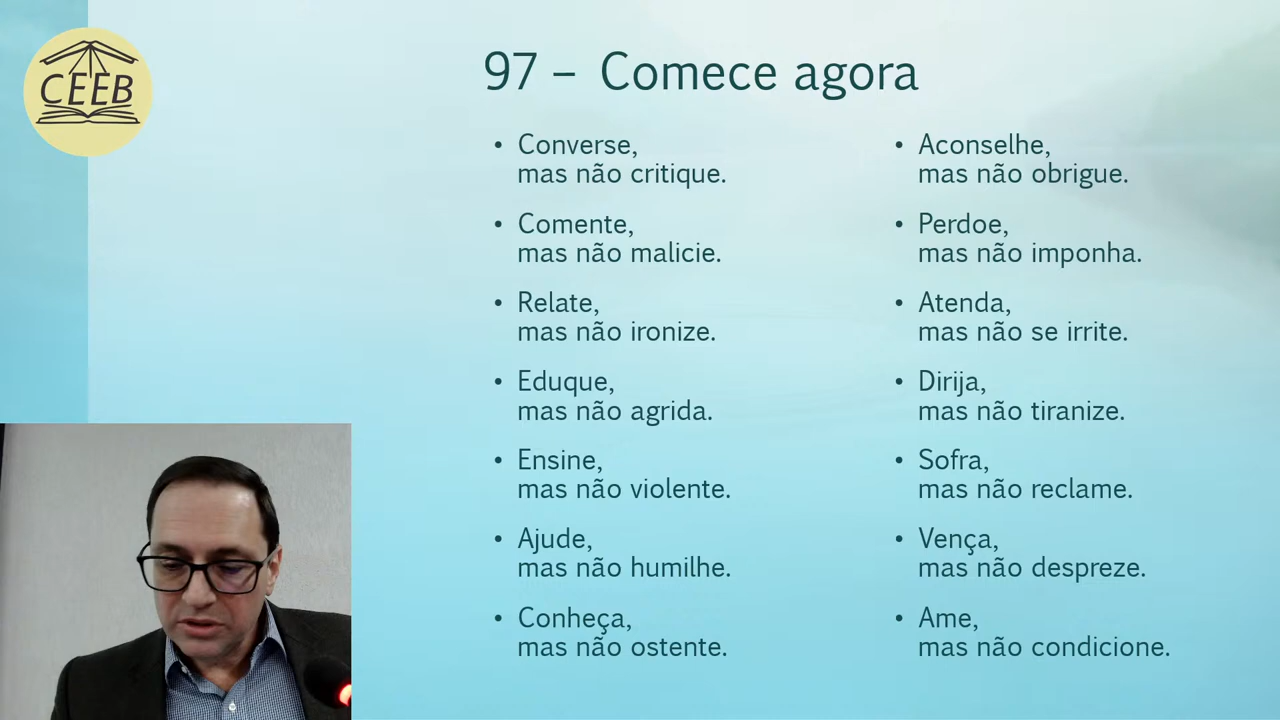 CEEB
97 – Comece agora
• Converse,
mas não critique.
• Comente,
mas não malicie.
• Relate,
mas não ironize.
• Eduque,
mas não agrida.
• Ensine,
mas não violente.
• Ajude,
mas não humilhe.
• Conheça,
mas não ostente.
• Aconselhe,
mas não obrigue.
• Perdoe,
mas não imponha.
• Atenda,
mas não se irrite.
• Dirija,
mas não tiranize.
• Sofra,
mas não reclame.
• Vença,
mas não despreze.
• Ame,
mas não condicione.